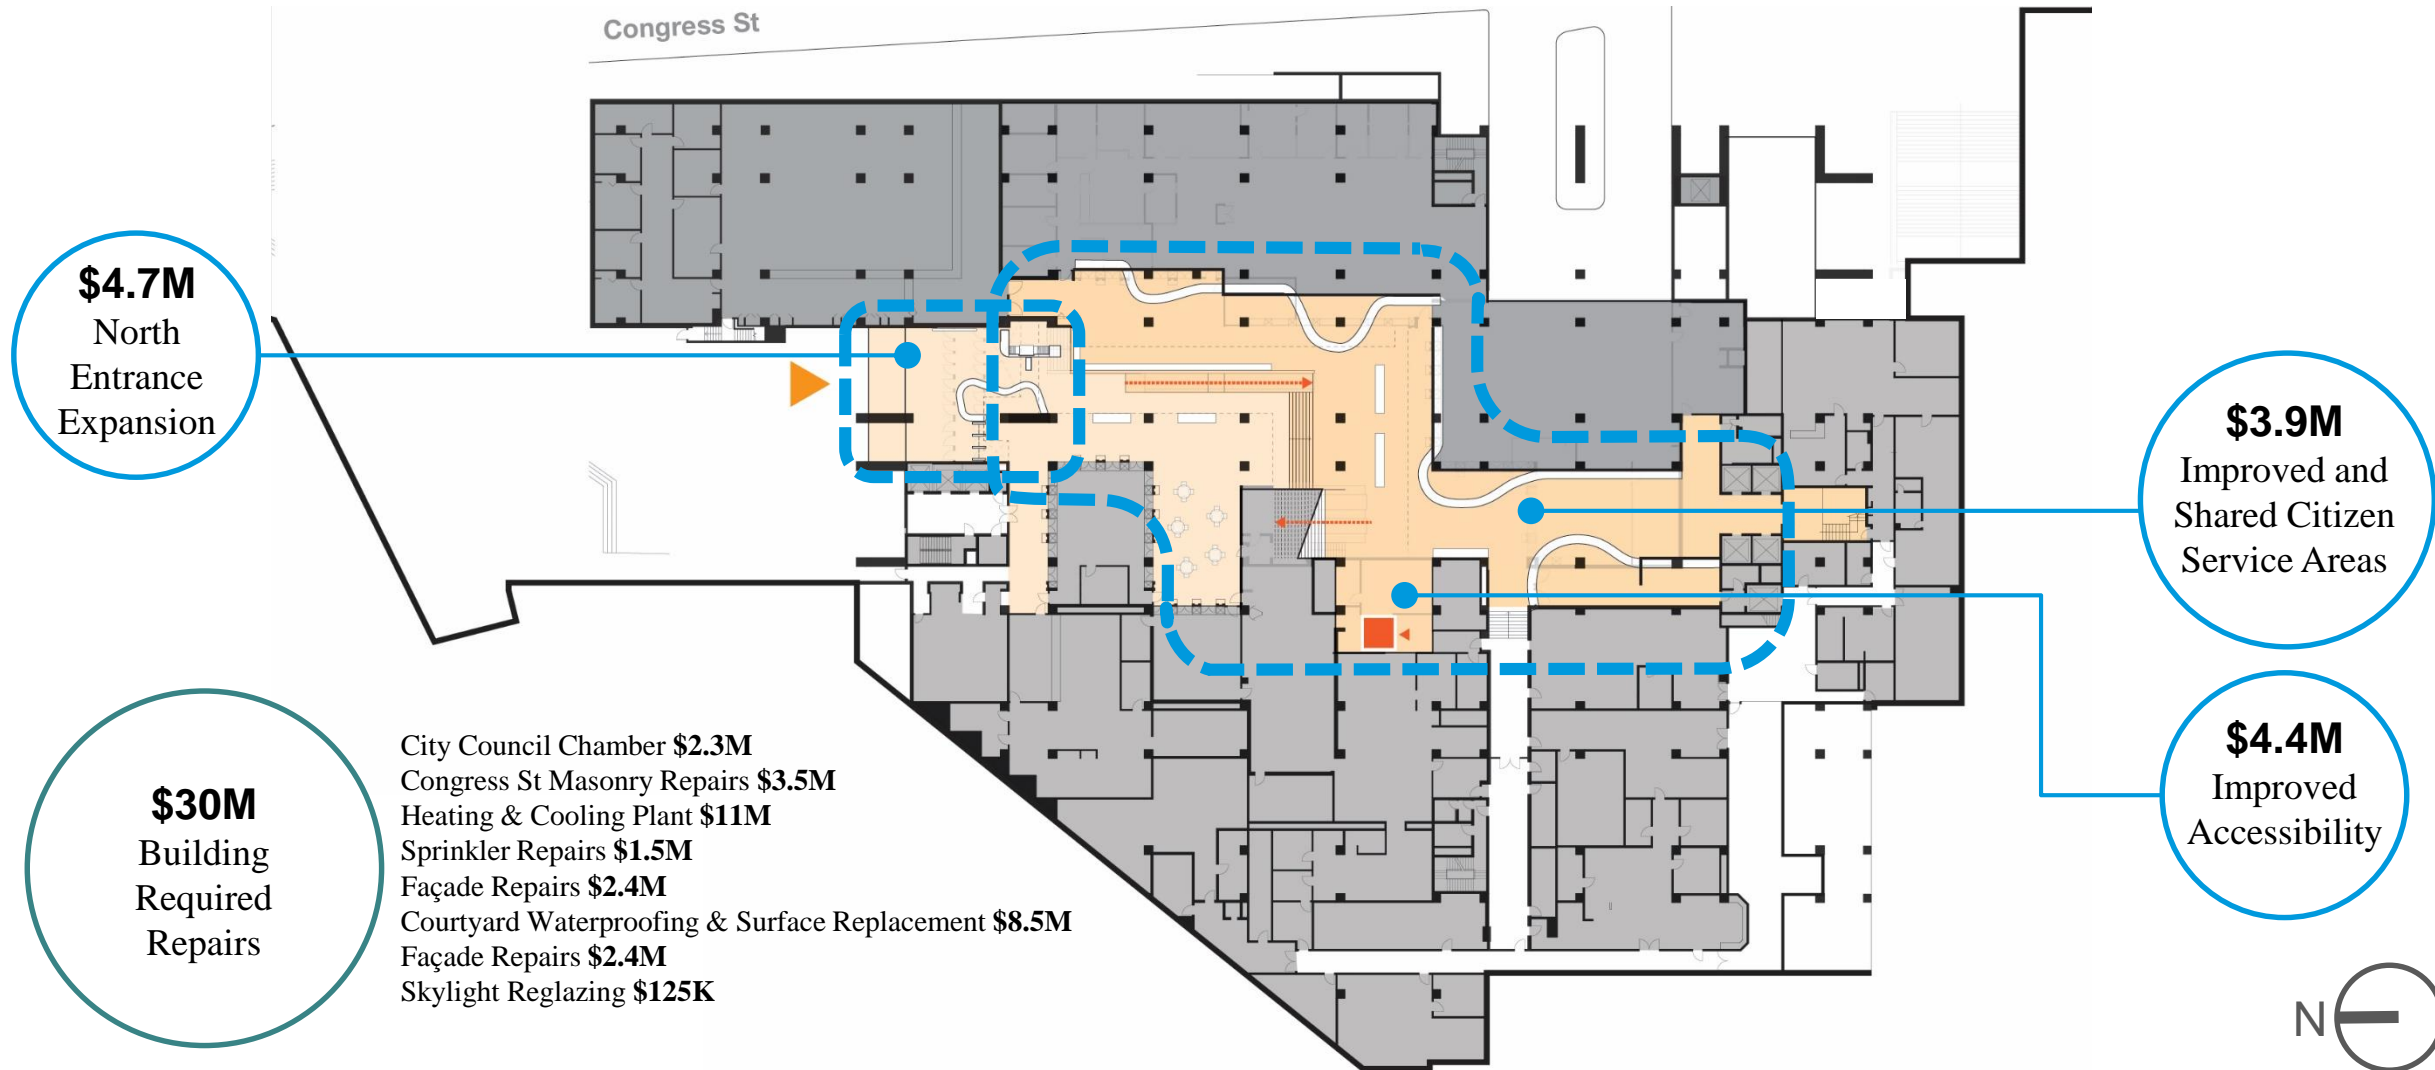 Congress St
$4.7M
North
Entrance
Expansion
$3.9M
Improved and
Shared Citizen
Service Areas
$4.4M
Improved
Accessibility
$30M
Building
Required
Repairs
City Council Chamber $2.3M
Congress St Masonry Repairs $3.5M
Heating & Cooling Plant $11M
Sprinkler Repairs $1.5M
Façade Repairs $2.4M
Courtyard Waterproofing & Surface Replacement $8.5M
Façade Repairs $2.4M
Skylight Reglazing $125K
N